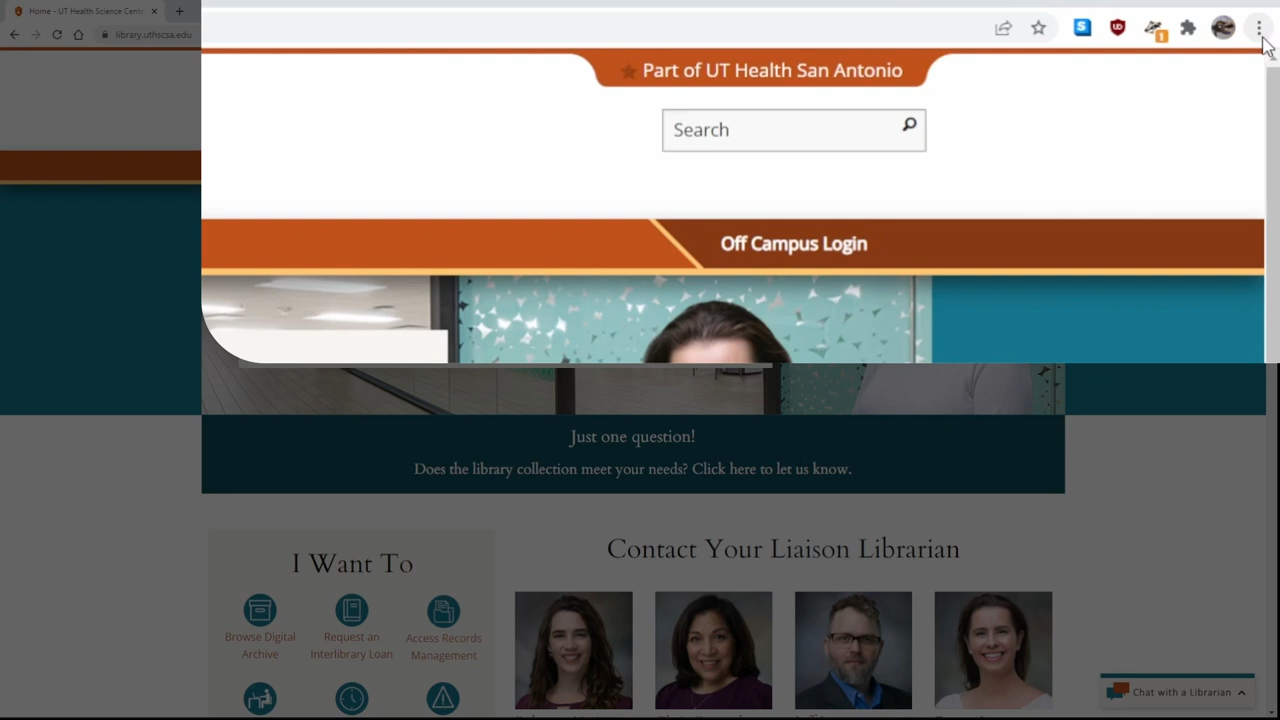 Home - UT Health Science Cente
library.uthscsa.edu
Part of UT Health San Antonio
Search
Off Campus Login
Just one question!
Does the library collection meet your needs? Click here to let us know.
I Want To
Contact Your Liaison Librarian
Browse Digital
Archive
Request an
Interlibrary Loan
Access Records
Management
Chat with a Librarian